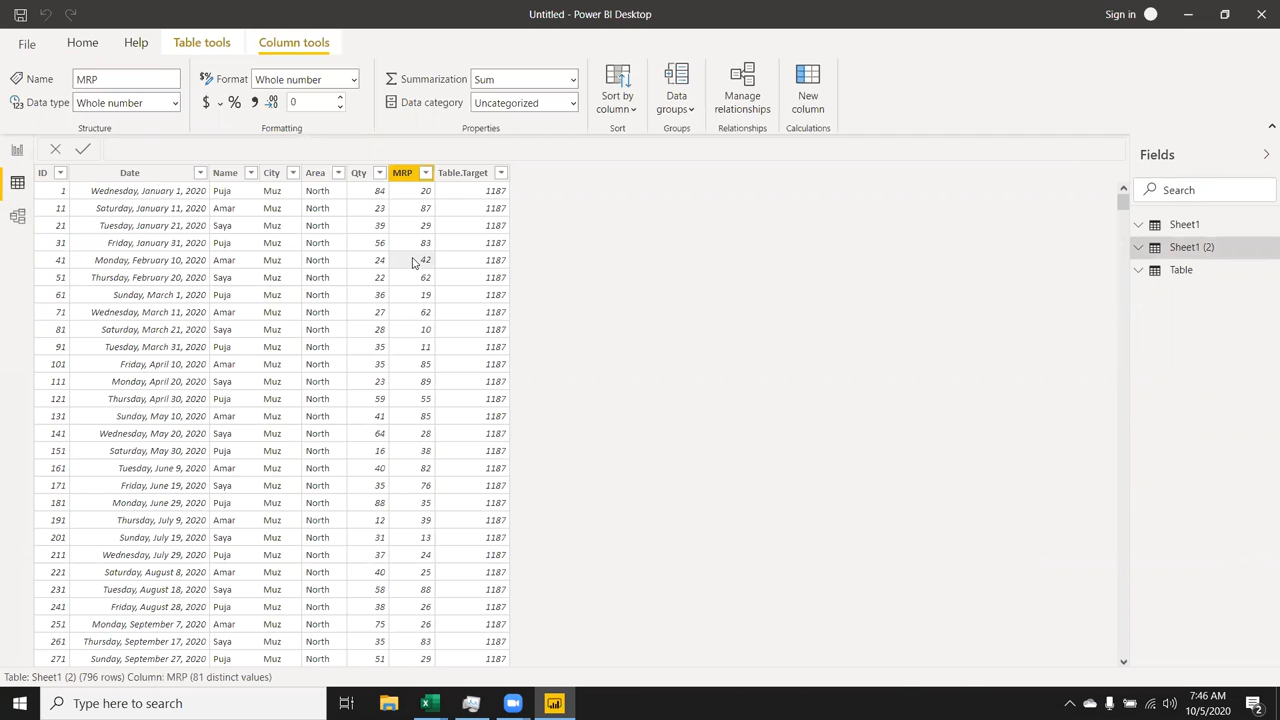 Untitled - Power BI Desktop
Sign in
File
Home
Help
Table tools
Column tools
Name
MRP
Format
Whole number
Summarization
Sum
Data type
Whole number
$ % , .00 0
Data category
Uncategorized
Sort by column
Data groups
Manage relationships
New column
Structure
Formatting
Properties
Sort
Groups
Relationships
Calculations
ID Date Name City Area Qty MRP Table.Target
1 Wednesday, January 1, 2020 Puja Muz North 84 20 1187
11 Saturday, January 11, 2020 Amar Muz North 23 87 1187
21 Tuesday, January 21, 2020 Saya Muz North 39 29 1187
31 Friday, January 31, 2020 Puja Muz North 56 83 1187
41 Monday, February 10, 2020 Amar Muz North 24 42 1187
51 Thursday, February 20, 2020 Saya Muz North 22 62 1187
61 Sunday, March 1, 2020 Puja Muz North 36 19 1187
71 Wednesday, March 11, 2020 Amar Muz North 27 62 1187
81 Saturday, March 21, 2020 Saya Muz North 28 10 1187
91 Tuesday, March 31, 2020 Puja Muz North 35 11 1187
101 Friday, April 10, 2020 Amar Muz North 35 85 1187
111 Monday, April 20, 2020 Saya Muz North 23 89 1187
121 Thursday, April 30, 2020 Puja Muz North 59 55 1187
131 Sunday, May 10, 2020 Amar Muz North 41 85 1187
141 Wednesday, May 20, 2020 Saya Muz North 64 28 1187
151 Saturday, May 30, 2020 Puja Muz North 16 38 1187
161 Tuesday, June 9, 2020 Amar Muz North 40 82 1187
171 Friday, June 19, 2020 Saya Muz North 35 76 1187
181 Monday, June 29, 2020 Puja Muz North 88 35 1187
191 Thursday, July 9, 2020 Amar Muz North 12 39 1187
201 Sunday, July 19, 2020 Saya Muz North 31 13 1187
211 Wednesday, July 29, 2020 Puja Muz North 37 24 1187
221 Saturday, August 8, 2020 Amar Muz North 40 25 1187
231 Tuesday, August 18, 2020 Saya Muz North 58 88 1187
241 Friday, August 28, 2020 Puja Muz North 38 26 1187
251 Monday, September 7, 2020 Amar Muz North 75 26 1187
261 Thursday, September 17, 2020 Saya Muz North 35 83 1187
271 Sunday, September 27, 2020 Puja Muz North 51 29 1187
Fields
Search
Sheet1
Sheet1 (2)
Table
Table: Sheet1 (2) (796 rows) Column: MRP (81 distinct values)
Type here to search
7:46 AM
10/5/2020
2